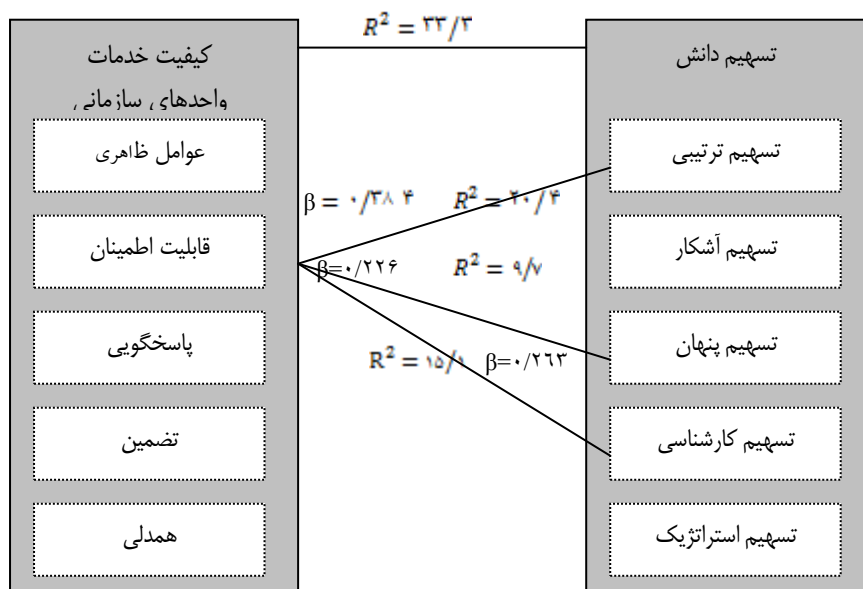 R² = ۳۳/۳
تسهیم دانش
تسهیم ترتیبی
تسهیم آشکار
تسهیم پنهان
تسهیم کارشناسی
تسهیم استراتژیک
β = ۰/۳۸ ۴
R² = ۲۰/۴
β=۰/۲۲۶
R² = ۹/۷
R² = ۱۵/۱
β=۰/۲۶۳
کیفیت خدمات
واحدهای سازمانی
عوامل ظاهری
قابلیت اطمینان
پاسخگویی
تضمین
همدلی